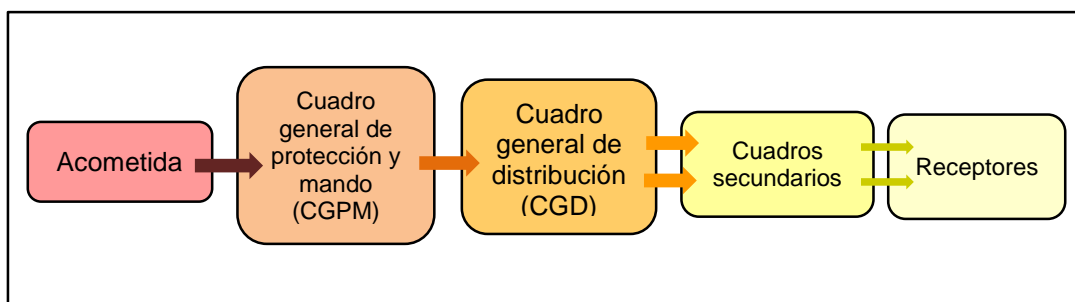 Acometida
Cuadro
general de
protección y
mando
(CGPM)
Cuadro
general de
distribución
(CGD)
Cuadros
secundarios
Receptores